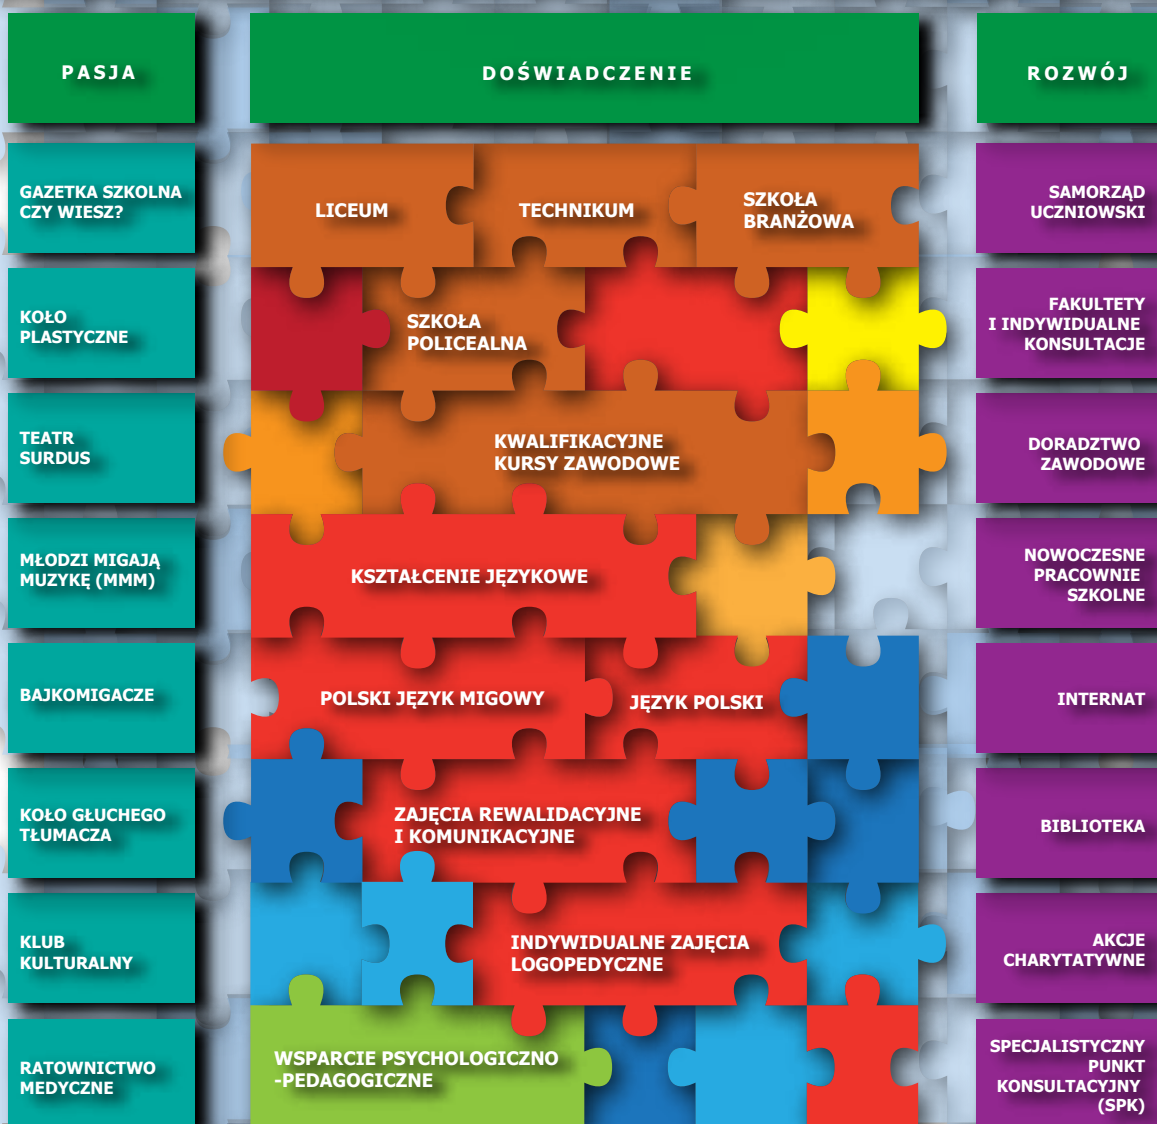 PASJA
DOŚWIADCZENIE
ROZWÓJ
GAZETKA SZKOLNA
CZY WIESZ?
LICEUM
TECHNIKUM
SZKOŁA
BRANŻOWA
SAMORZĄD
UCZNIOWSKI
KOŁO
PLASTYCZNE
SZKOŁA
POLICEALNA
FAKULTETY
I INDYWIDUALNE
KONSULTACJE
TEATR
SURDUS
KWALIFIKACYJNE
KURSY ZAWODOWE
DORADZTWO
ZAWODOWE
MŁODZI MIGAJĄ
MUZYKĘ (MMM)
KSZTAŁCENIE JĘZYKOWE
NOWOCZESNE
PRACOWNIE
SZKOLNE
BAJKOMIGACZE
POLSKI JĘZYK MIGOWY
JĘZYK POLSKI
INTERNAT
KOŁO GŁUCHEGO
TŁUMACZA
ZAJĘCIA REWALIDACYJNE
I KOMUNIKACYJNE
BIBLIOTEKA
KLUB
KULTURALNY
INDYWIDUALNE ZAJĘCIA
LOGOPEDYCZNE
AKCJE
CHARYTATYWNE
RATOWNICTWO
MEDYCZNE
WSPARCIE PSYCHOLOGICZNO
-PEDAGOGICZNE
SPECJALISTYCZNY
PUNKT
KONSULTACYJNY
(SPK)